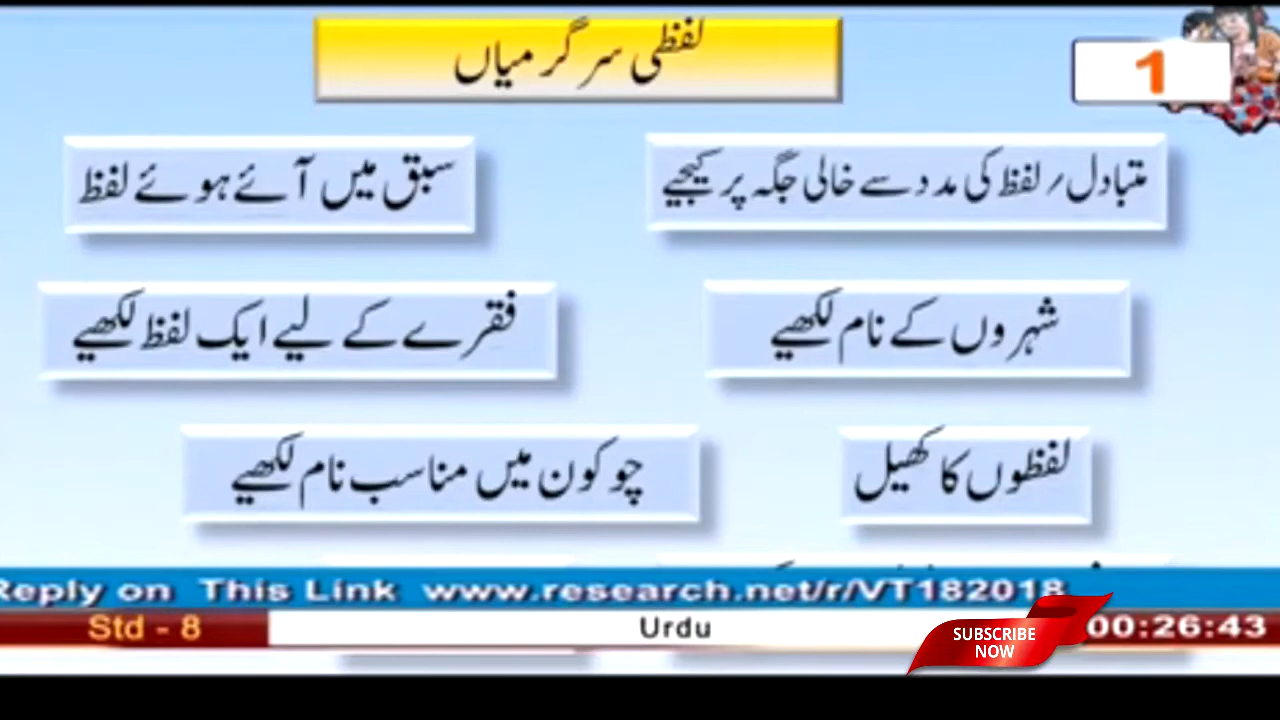 لفظی سرگرمیاں
1
متبادل/ لفظ کی مدد سے خالی جگہ پر کیجیے
سبق میں آئے ہوئے لفظ
شہروں کے نام لکھیے
فقرے کے لیے ایک لفظ لکھیے
لفظوں کا کھیل
چوکون میں مناسب نام لکھیے
Reply on This Link www.research.net/r/VT182018
Std - 8
Urdu
SUBSCRIBE
NOW
00:26:43